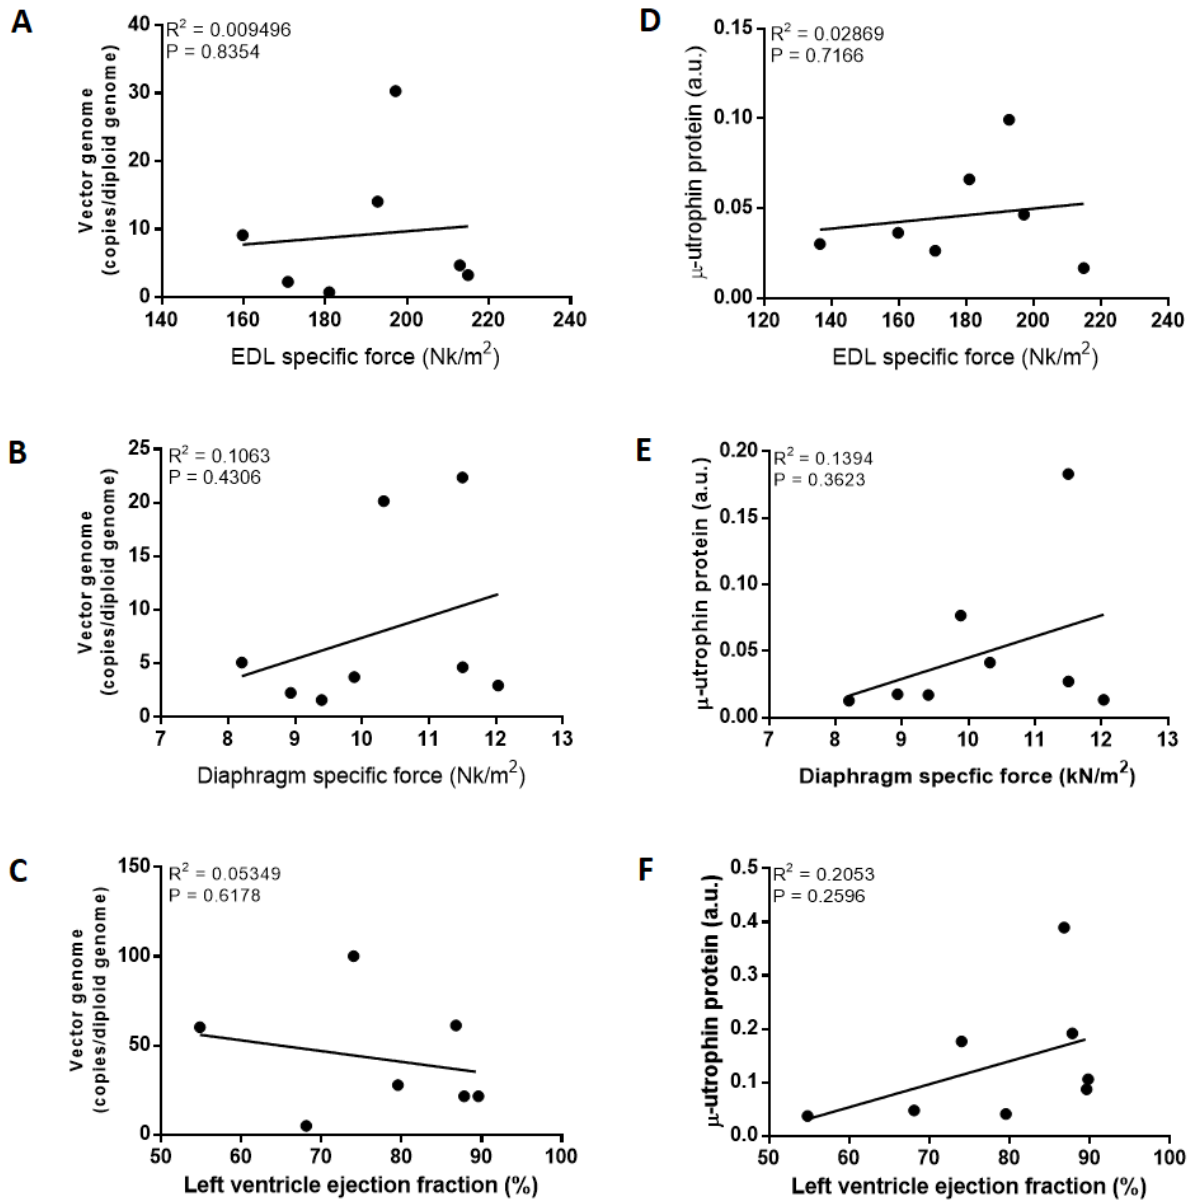 A
R² = 0.009496
P = 0.8354
Vector genome
(copies/diploid genome)
40
30
20
10
0
140 160 180 200 220 240
EDL specific force (Nk/m²)
D
R² = 0.02869
P = 0.7166
μ-utrophin protein (a.u.)
0.15
0.10
0.05
0.00
120 140 160 180 200 220 240
EDL specific force (Nk/m²)
B
R² = 0.1063
P = 0.4306
Vector genome
(copies/diploid genome)
25
20
15
10
5
0
7 8 9 10 11 12 13
Diaphragm specific force (Nk/m²)
E
R² = 0.1394
P = 0.3623
μ-utrophin protein (a.u.)
0.20
0.15
0.10
0.05
0.00
7 8 9 10 11 12 13
Diaphragm specfic force (kN/m²)
C
R² = 0.05349
P = 0.6178
Vector genome
(copies/diploid genome)
150
100
50
0
50 60 70 80 90 100
Left ventricle ejection fraction (%)
F
R² = 0.2053
P = 0.2596
μ-utrophin protein (a.u.)
0.5
0.4
0.3
0.2
0.1
0.0
50 60 70 80 90 100
Left ventricle ejection fraction (%)